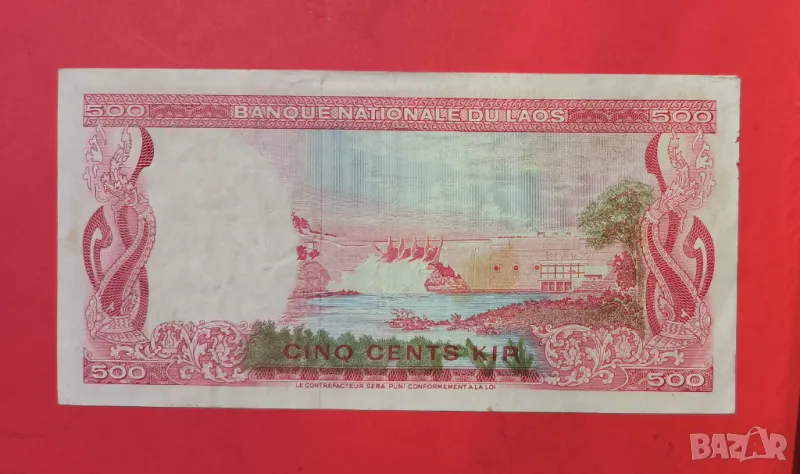 500 BANQUE NATIONALE DU LAOS 500
CINQ CENTS KIP
500 500
LE CONTREFACTEUR SERA PUNI CONFORMEMENT A LA LOI
BAZAR